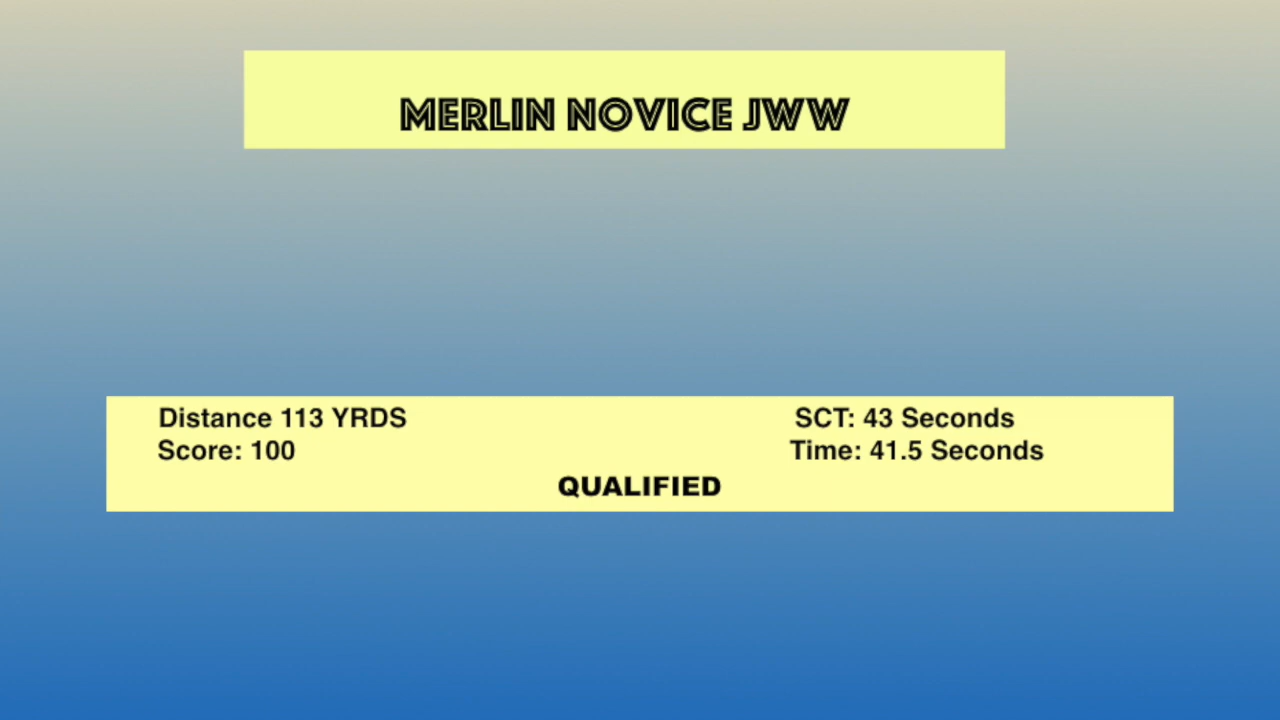 MERLIN NOVICE JWW
Distance 113 YRDS SCT: 43 Seconds
Score: 100 Time: 41.5 Seconds
QUALIFIED